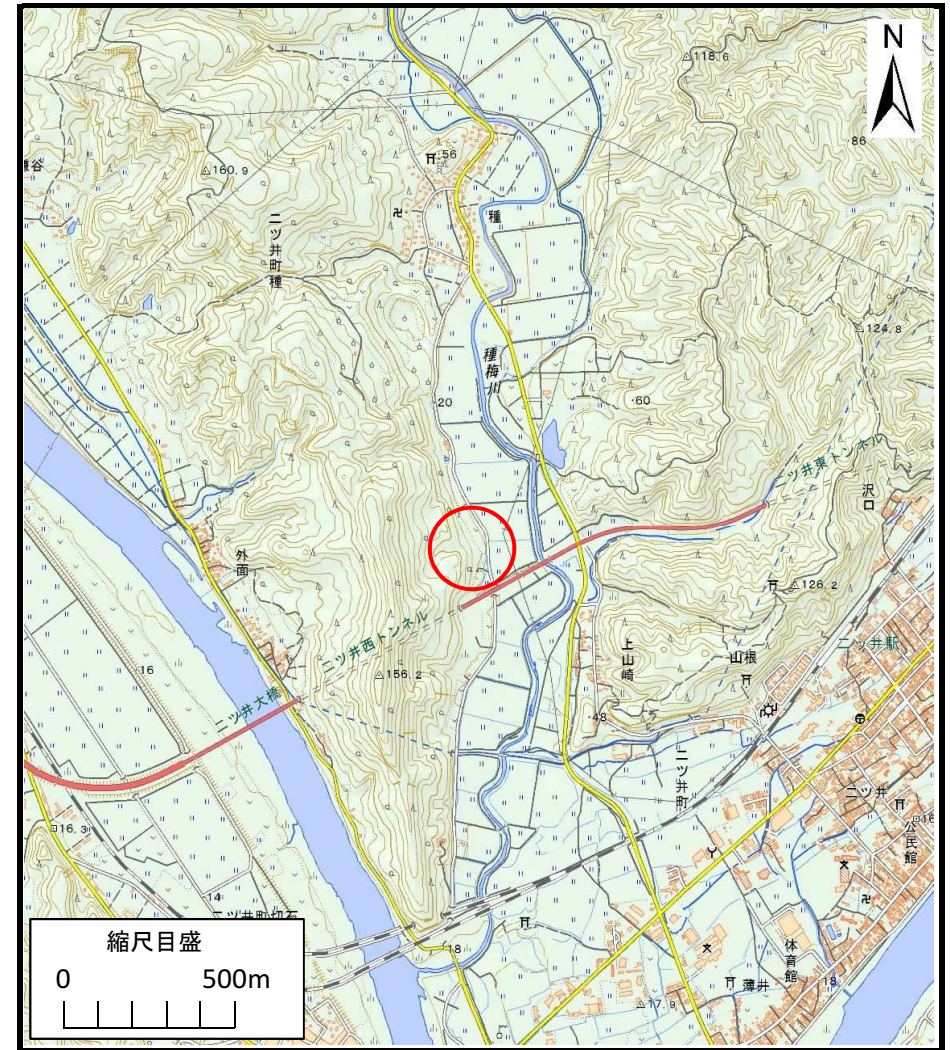 N
118.6
86
160.9
56
種
二ツ井町種
124.8
種梅川
20
60
二ツ井東トンネル
沢口
外面
126.2
二ツ井西トンネル
上山崎
山根
二ツ井駅
16
156.2
二ツ井大橋
48
二ツ井町
二ツ井
16.3
公民館
14
18
体育館
薄井
18
17.9
縮尺目盛
0 500m